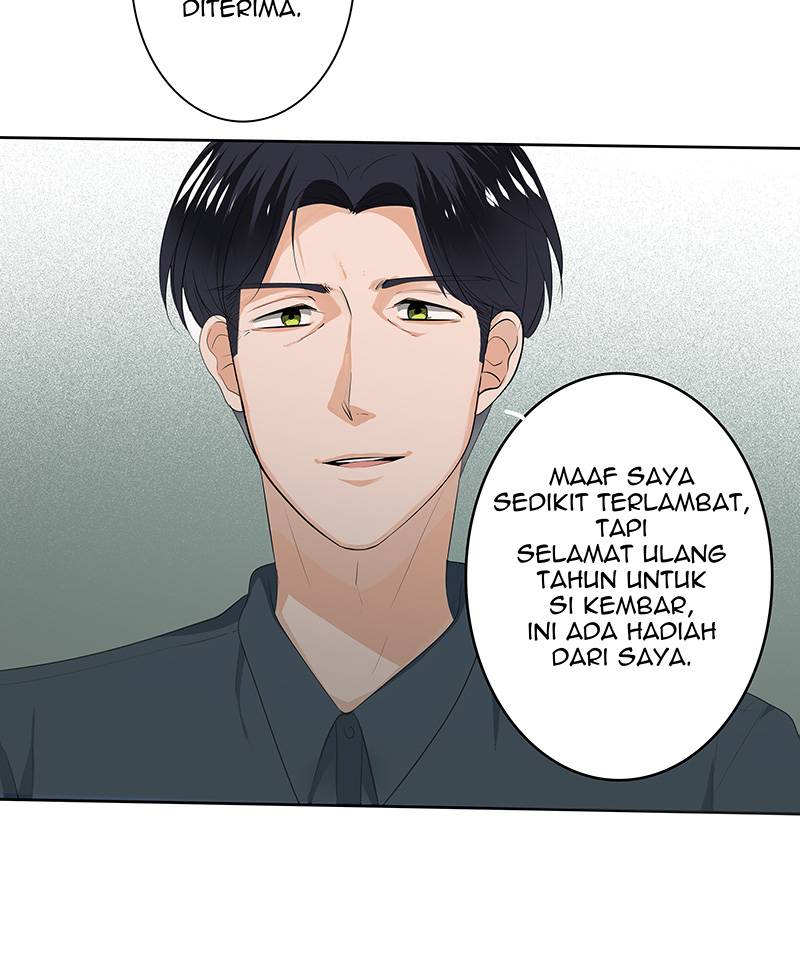 DITERIMA.
MAAF SAYA
SEDIKIT TERLAMBAT,
TAPI
SELAMAT ULANG
TAHUN UNTUK
SI KEMBAR,
INI ADA HADIAH
DARI SAYA.